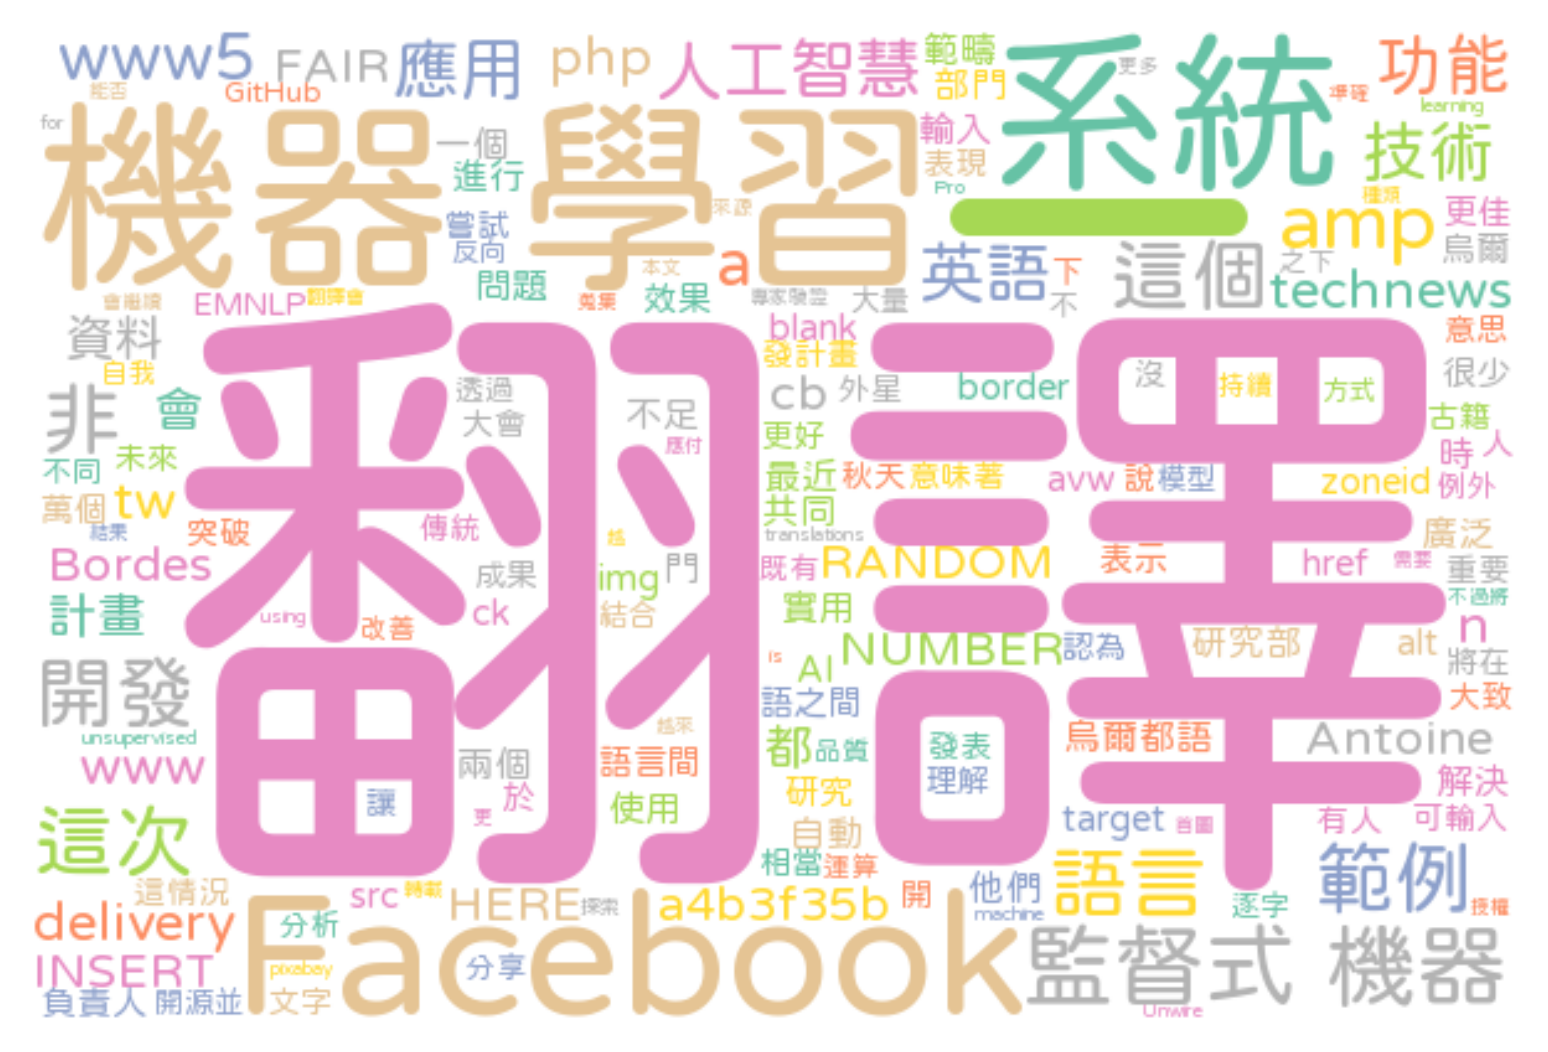 www5
FAIR
應用
php
人工智慧
範疇
部門
系統
更多
功能
能否
GitHub
準確
learning
for
機器學習
一個
進行
輸入
表現
Pro
一
技術
種類
amp
更佳
來源
嘗試
反向
英語
下
這個
之下
烏爾
問題
本文
a
不
technews
會繼續
EMNLP
翻譯會
蒐集
效果
大量
資料
翻譯
blank
意思
自我
發計畫
沒
持續
方式
很少
非
會
透過
大會
不足
應付
cb
外星
border
古籍
更好
時
人
不同
未來
最近
秋天
意味著
avw
說
模型
zoneid
例外
萬個
tw
結果
突破
傳統
越
共同
translations
廣泛
Bordes
成果
img
門
既有
RANDOM
表示
href
需要
重要
計畫
using
改善
ck
結合
實用
不過將
n
NUMBER
認為
研究部
alt
將在
開發
is
AI
語之間
大致
unsupervised
越來
都
品質
發表
理解
烏爾都語
Antoine
www
兩個
語言間
解決
讓
更
於
使用
研究
自動
target
首圖
有人
可輸入
這次
相當
運算
語言
範例
這情況
src
轉載
HERE
探索
a4b3f35b
開
他們
machine
逐字
授權
delivery
分析
Facebook
監督式
機器
INSERT
pixabay
分享
負責人
開源並
文字
Unwire